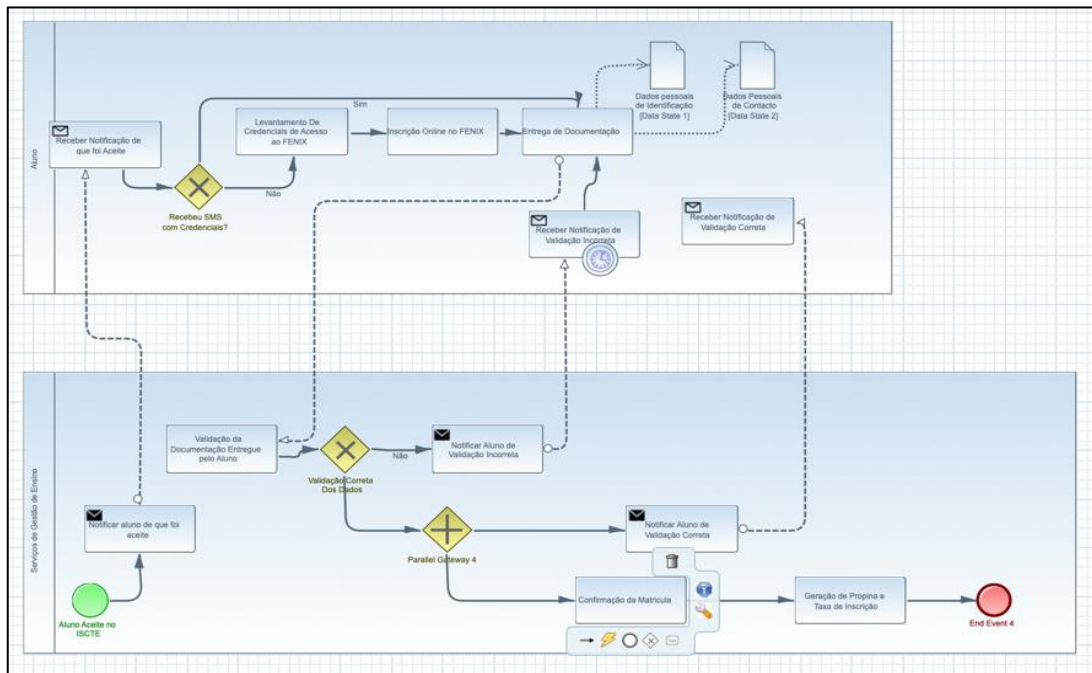 Aluno
Sim
Dados pessoais
de Identificação
[Data State 1]
Dados Pessoais
de Contacto
[Data State 2]
Receber Notificação de
que foi Aceite
Levantamento De
Credenciais de Acesso
ao FENIX
Inscrição Online no FENIX
Entrega de Documentação
Não
Recebeu SMS
com Credenciais?
Receber Notificação de
Validação Incorreta
Receber Notificação de
Validação Correta
Serviços de Gestão de Ensino
Validação da
Documentação Entregue
pelo Aluno
Validação Correta
Dos Dados
Não
Notificar Aluno de
Validação Incorreta
Notificar aluno de que foi
aceite
Parallel Gateway 4
Notificar Aluno de
Validação Correta
Aluno Aceite no
ISCTE
Confirmação da Matricula
Geração de Propina e
Taxa de Inscrição
End Event 4